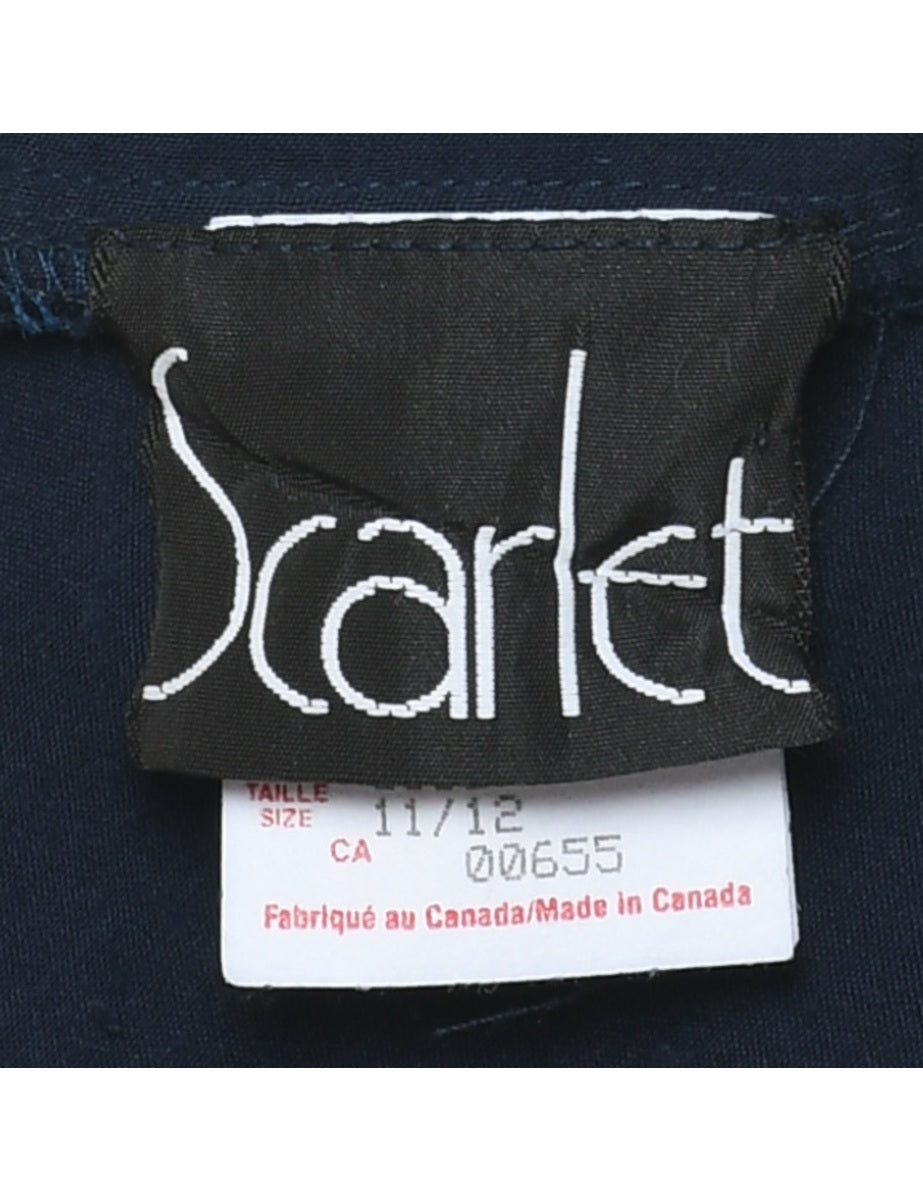 Scarlet
TAILLE
SIZE 11/12
CA 00655
Fabriqué au Canada/Made in Canada